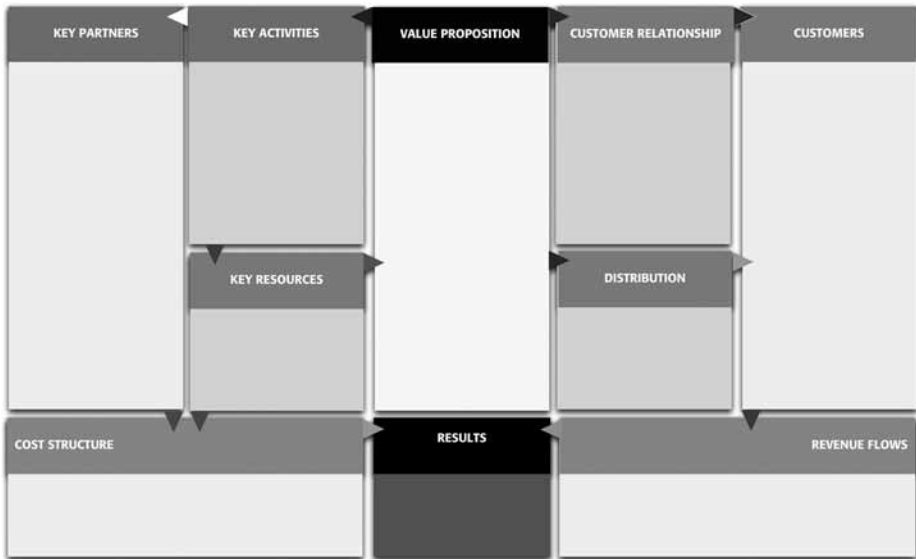 KEY PARTNERS
KEY ACTIVITIES
VALUE PROPOSITION
CUSTOMER RELATIONSHIP
CUSTOMERS
KEY RESOURCES
DISTRIBUTION
COST STRUCTURE
RESULTS
REVENUE FLOWS